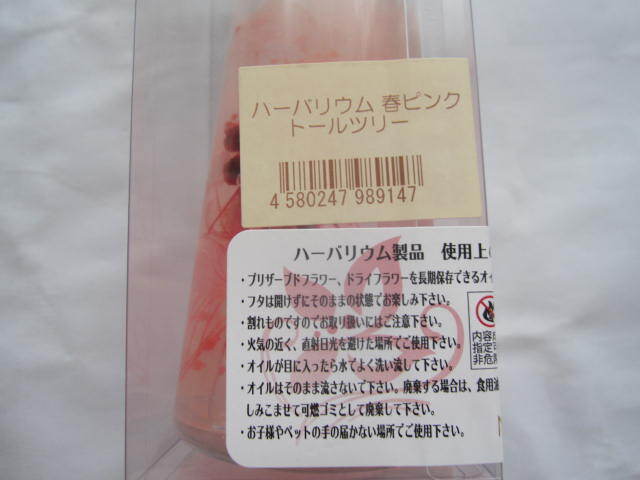 ハーバリウム 春ピンク
トールツリー
4 580247 989147
ハーバリウム製品 使用上の
・プリザーブドフラワー、ドライフラワーを長期保存できるオイ
・フタは開けずにそのままの状態でお楽しみ下さい。
・割れものですのでお取り扱いにはご注意下さい。
・火気の近く、直射日光を避けた場所でご使用下さい。
・オイルが目に入ったら水でよく洗い流して下さい。
・オイルはそのまま流さないで下さい。廃棄する場合は、食用油
しみこませて可燃ゴミとして廃棄して下さい。
・お子様やペットの手の届かない場所でご使用下さい。
内容
指定
非危